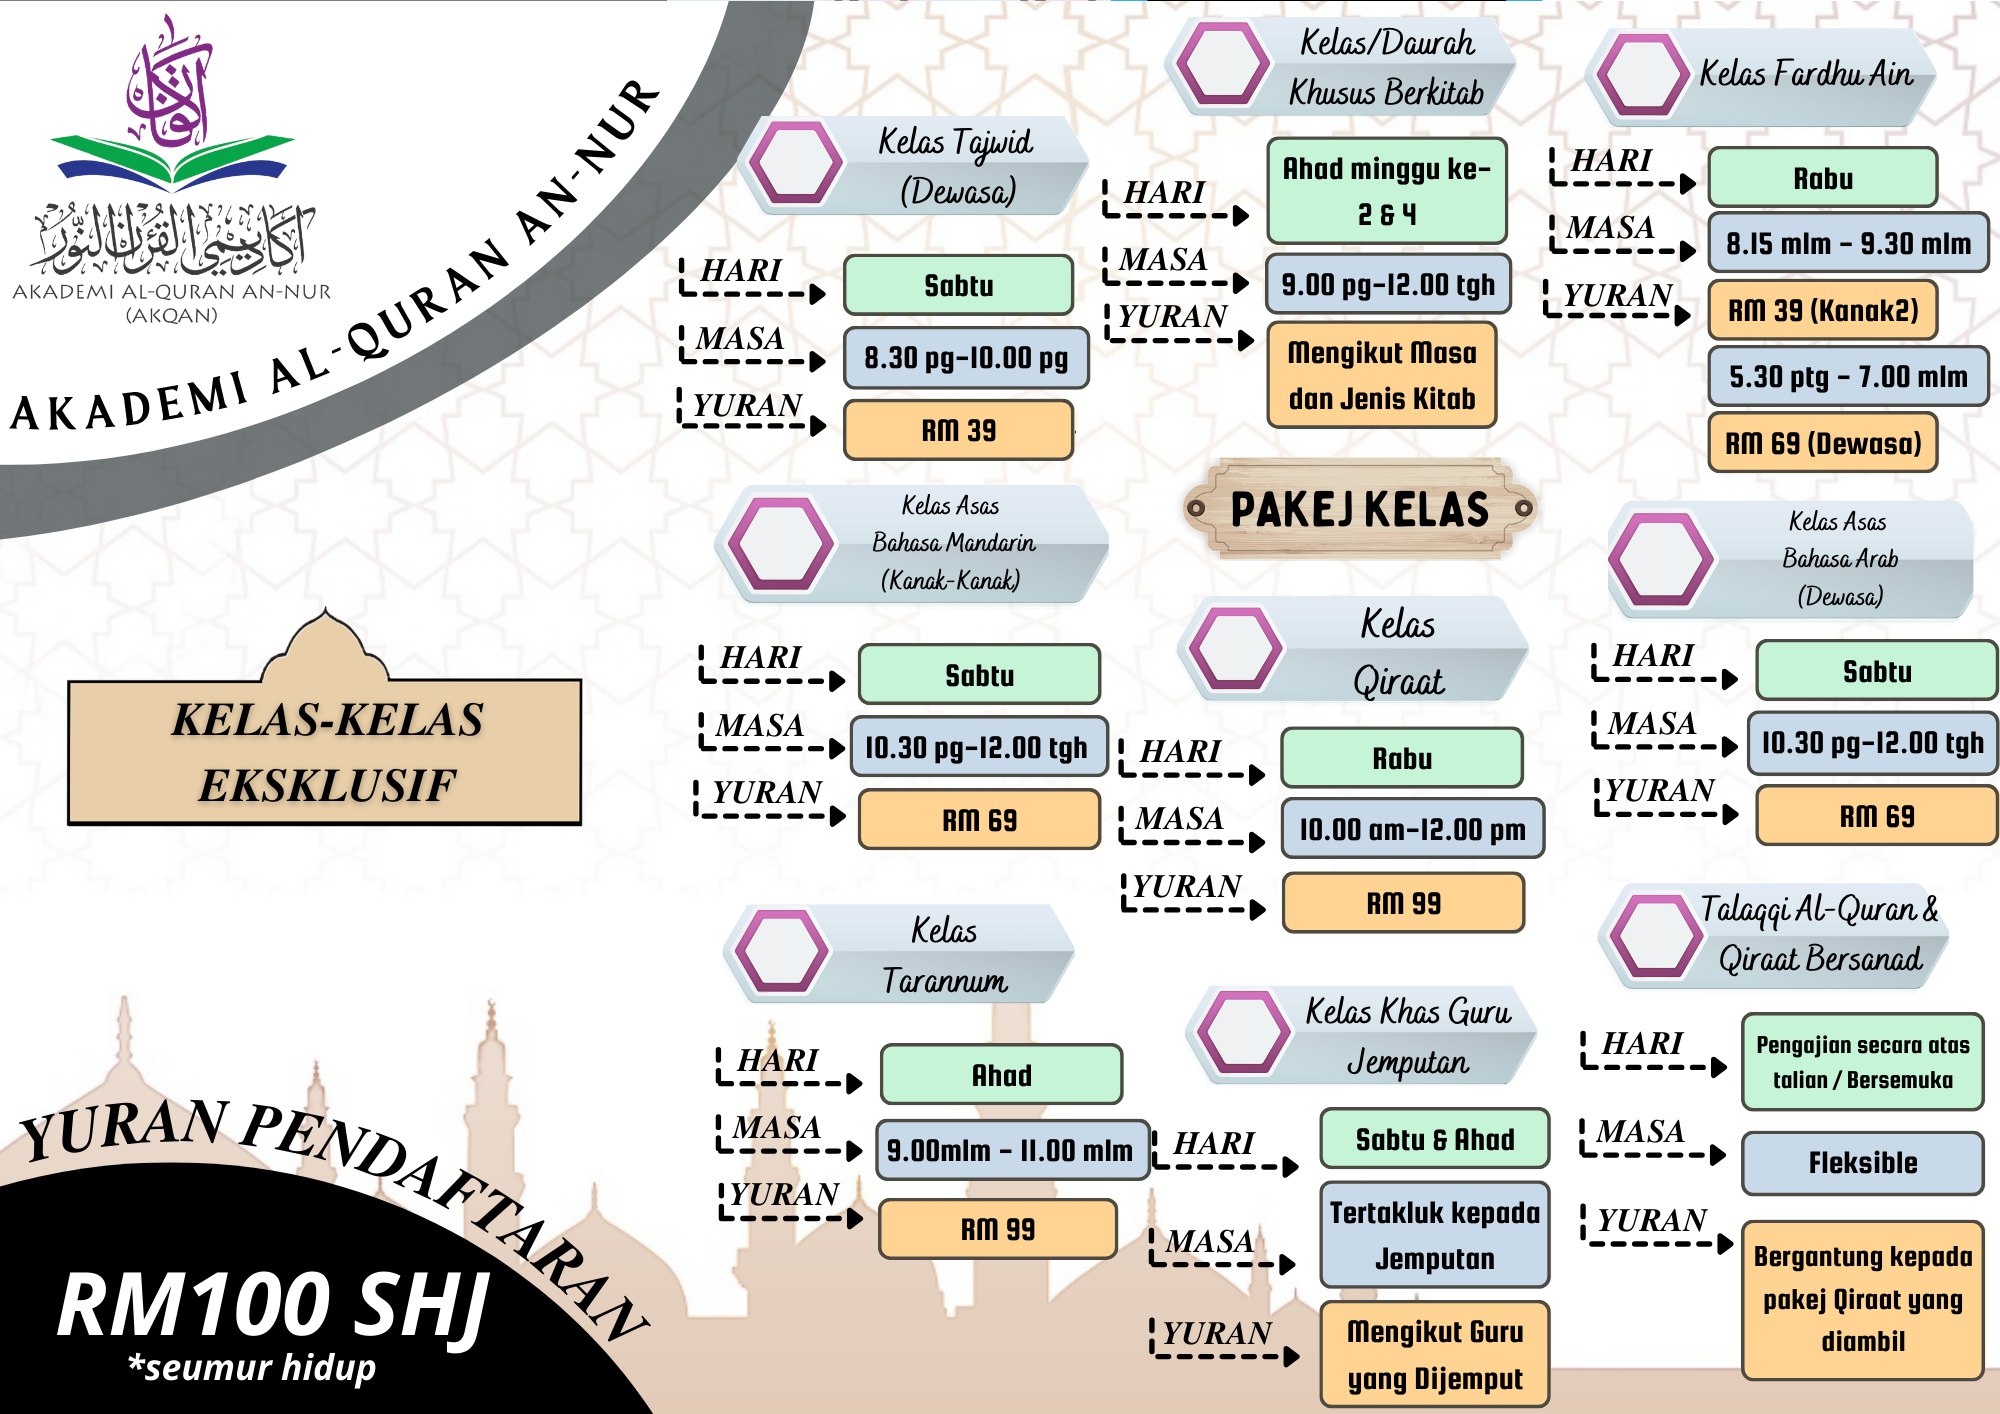 القرآن
أكاديمي القرآن النور
AKADEMI AL-QURAN AN-NUR
(AKQAN)
AKADEMI AL-QURAN AN-NUR
KELAS-KELAS
EKSKLUSIF
YURAN PENDAFTARAN
RM100 SHJ
*seumur hidup
Kelas Tajwid
(Dewasa)
HARI
Sabtu
MASA
8.30 pg-10.00 pg
YURAN
RM 39
Kelas/Daurah
Khusus Berkitab
HARI
Ahad minggu ke-
2 & 4
MASA
9.00 pg-12.00 tgh
YURAN
Mengikut Masa
dan Jenis Kitab
Kelas Fardhu Ain
HARI
Rabu
MASA
8.15 mlm - 9.30 mlm
YURAN
RM 39 (Kanak2)
5.30 ptg - 7.00 mlm
RM 69 (Dewasa)
PAKEJ KELAS
Kelas Asas
Bahasa Mandarin
(Kanak-Kanak)
HARI
Sabtu
MASA
10.30 pg-12.00 tgh
YURAN
RM 69
Kelas
Qiraat
HARI
Rabu
MASA
10.00 am-12.00 pm
YURAN
RM 99
Kelas Asas
Bahasa Arab
(Dewasa)
HARI
Sabtu
MASA
10.30 pg-12.00 tgh
YURAN
RM 69
Kelas
Tarannum
HARI
Ahad
MASA
9.00mlm - 11.00 mlm
YURAN
RM 99
Kelas Khas Guru
Jemputan
HARI
Sabtu & Ahad
MASA
Tertakluk kepada
Jemputan
YURAN
Mengikut Guru
yang Dijemput
Talaqqi Al-Quran &
Qiraat Bersanad
HARI
Pengajian secara atas
talian / Bersemuka
MASA
Fleksible
YURAN
Bergantung kepada
pakej Qiraat yang
diambil